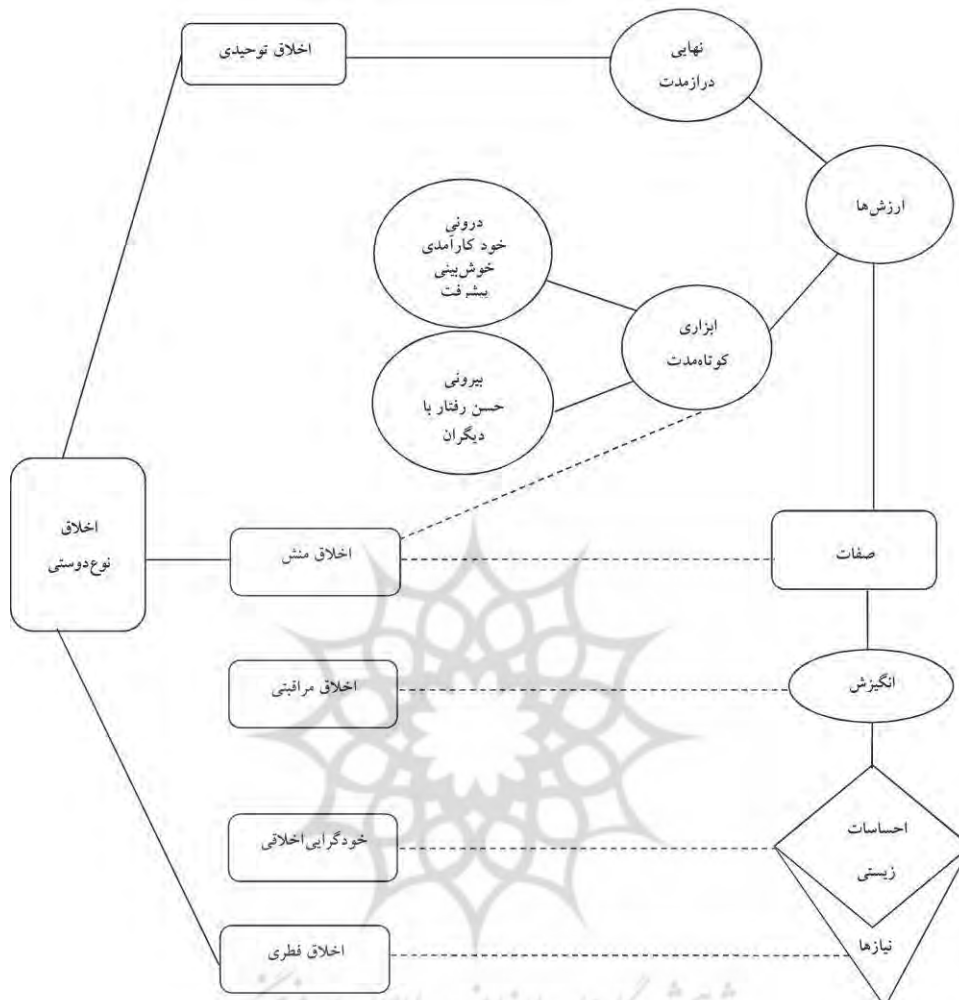 اخلاق توحیدی
نهایی
درازمدت
ارزش‌ها
درونی
خود کارآمدی
خوش‌بینی
پیشرفت
ابزاری
کوتاه‌مدت
بیرونی
حسن رفتار با
دیگران
اخلاق
نوع‌دوستی
اخلاق منش
صفات
اخلاق مراقبتی
انگیزش
خودگرایی اخلاقی
احساسات
زیستی
نیازها
اخلاق فطری